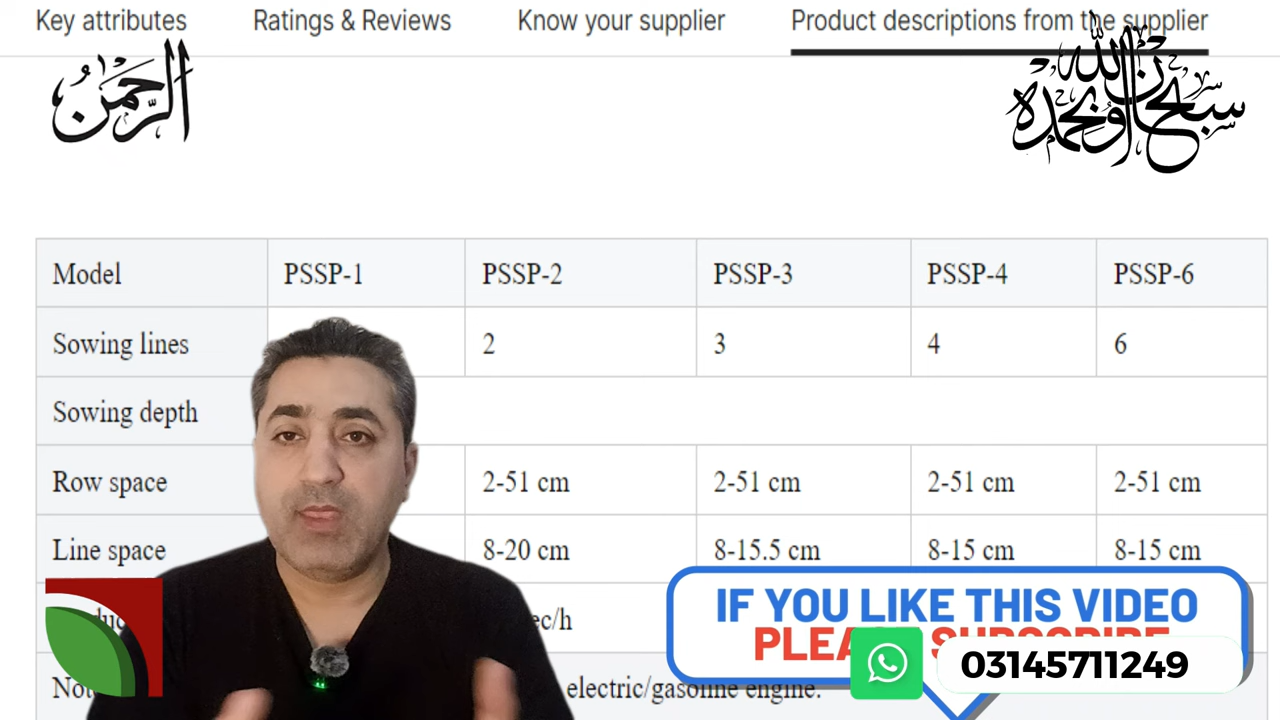 Key attributes Ratings & Reviews Know your supplier Product descriptions from the supplier
الرَّحْمَنُ
سبحان الله وبحمده
Model PSSP-1 PSSP-2 PSSP-3 PSSP-4 PSSP-6
Sowing lines 2 3 4 6
Sowing depth
Row space 2-51 cm 2-51 cm 2-51 cm 2-51 cm
Line space 8-20 cm 8-15.5 cm 8-15 cm 8-15 cm
IF YOU LIKE THIS VIDEO
03145711249
electric/gasoline engine.